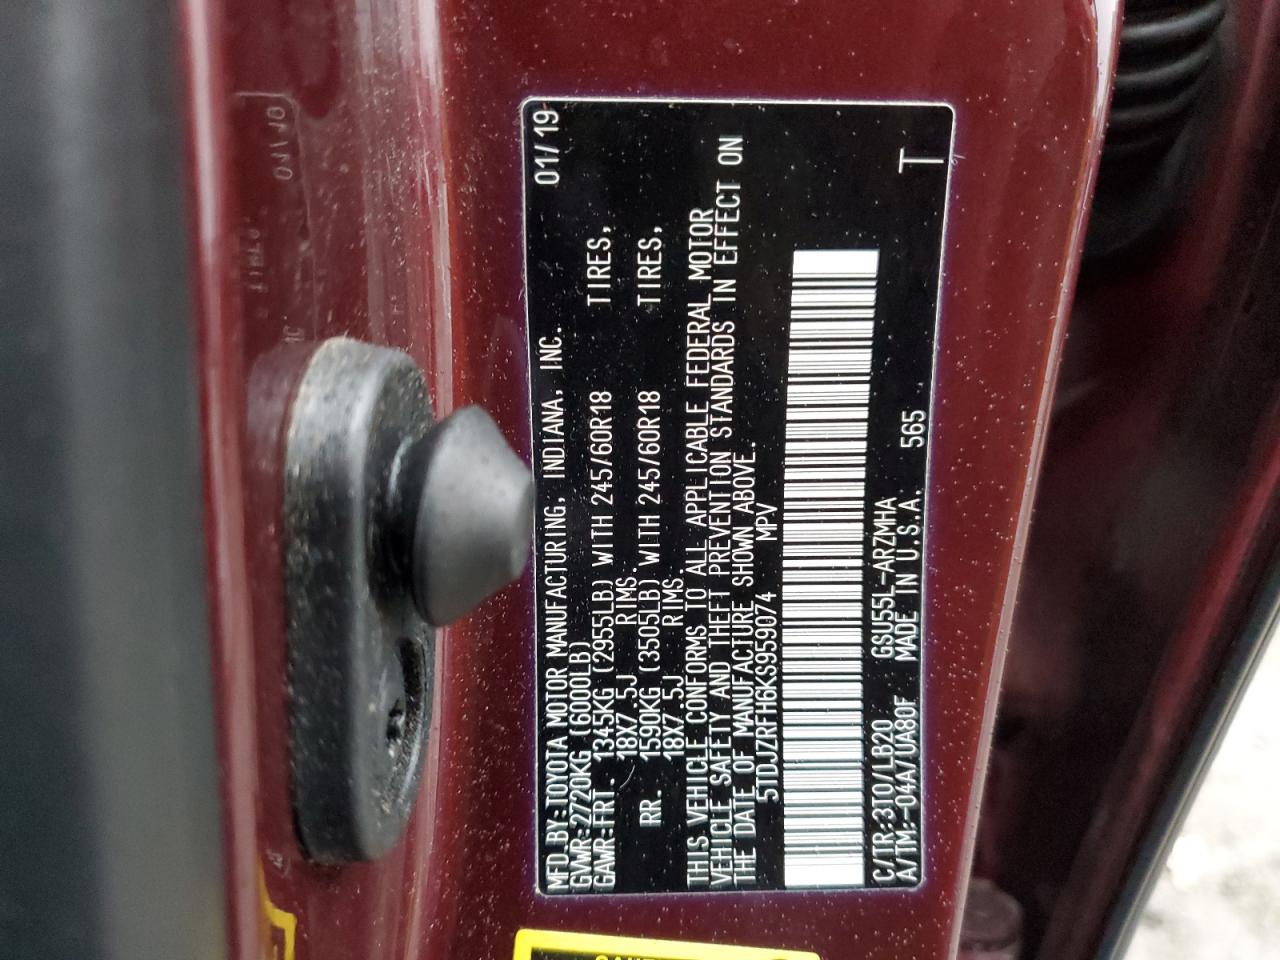 MFD.BY:TOYOTA MOTOR MANUFACTURING, INDIANA, INC. 01/19
GVWR:2720KG (6000LB)
GAWR:FRT. 1345KG (2955LB) WITH 245/60R18 TIRES,
18X7.5J RIMS
RR. 1590KG (3505LB) WITH 245/60R18 TIRES,
18X7.5J RIMS
THIS VEHICLE CONFORMS TO ALL APPLICABLE FEDERAL MOTOR
VEHICLE SAFETY AND THEFT PREVENTION STANDARDS IN EFFECT ON
THE DATE OF MANUFACTURE SHOWN ABOVE.
5TDJZRFH6KS959074 MPV
C/TR:3T0/LB20 GSU55L-ARZMHA
A/TM:-04A/UA80F MADE IN U.S.A. 565 T